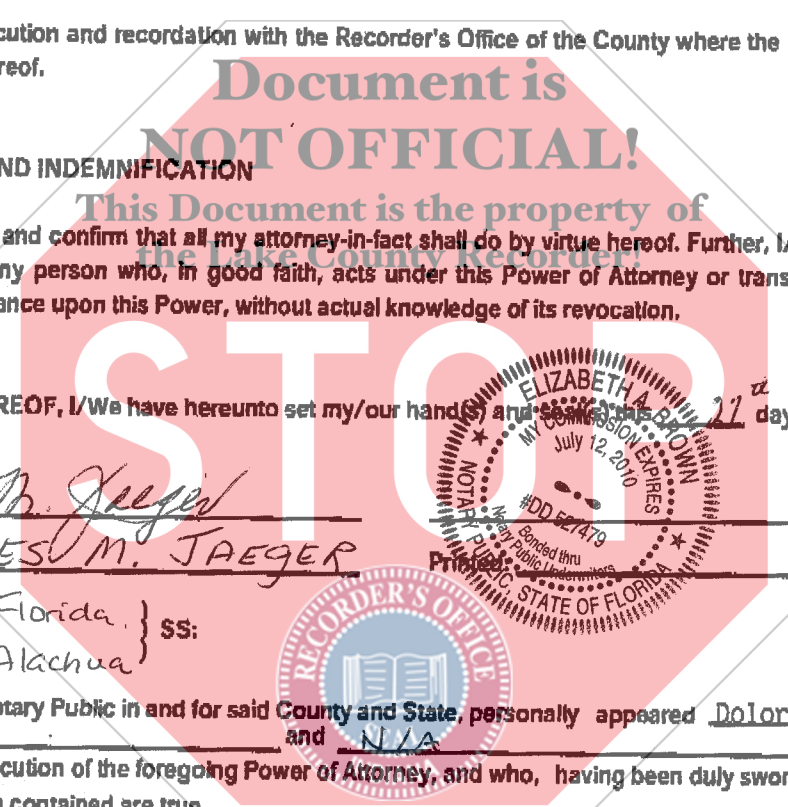 cution and recordation with the Recorder's Office of the County where the
reof.
Document is
NOT OFFICIAL!
ND INDEMNIFICATION
This Document is the property of
the Lake County Recorder!
and confirm that all my attorney-in-fact shall do by virtue hereof. Further, I/
ny person who, in good faith, acts under this Power of Attorney or trans
ance upon this Power, without actual knowledge of its revocation.
STOP
REOF, I/We have hereunto set my/our hand(s) and seal(s) this 27th day
ELIZABETH A. BROWN
MY COMMISSION EXPIRES
July 12, 2010
#DD 527479
Bonded thru
Notary Public Underwriters
NOTARY PUBLIC, STATE OF FLORIDA
M. Jaeger
ES M. JAEGER
Printed:
Florida } SS:
Alachua
RECORDER'S OFFICE
otary Public in and for said County and State, personally appeared Dolor
and N/A
cution of the foregoing Power of Attorney, and who, having been duly swor
n contained are true.